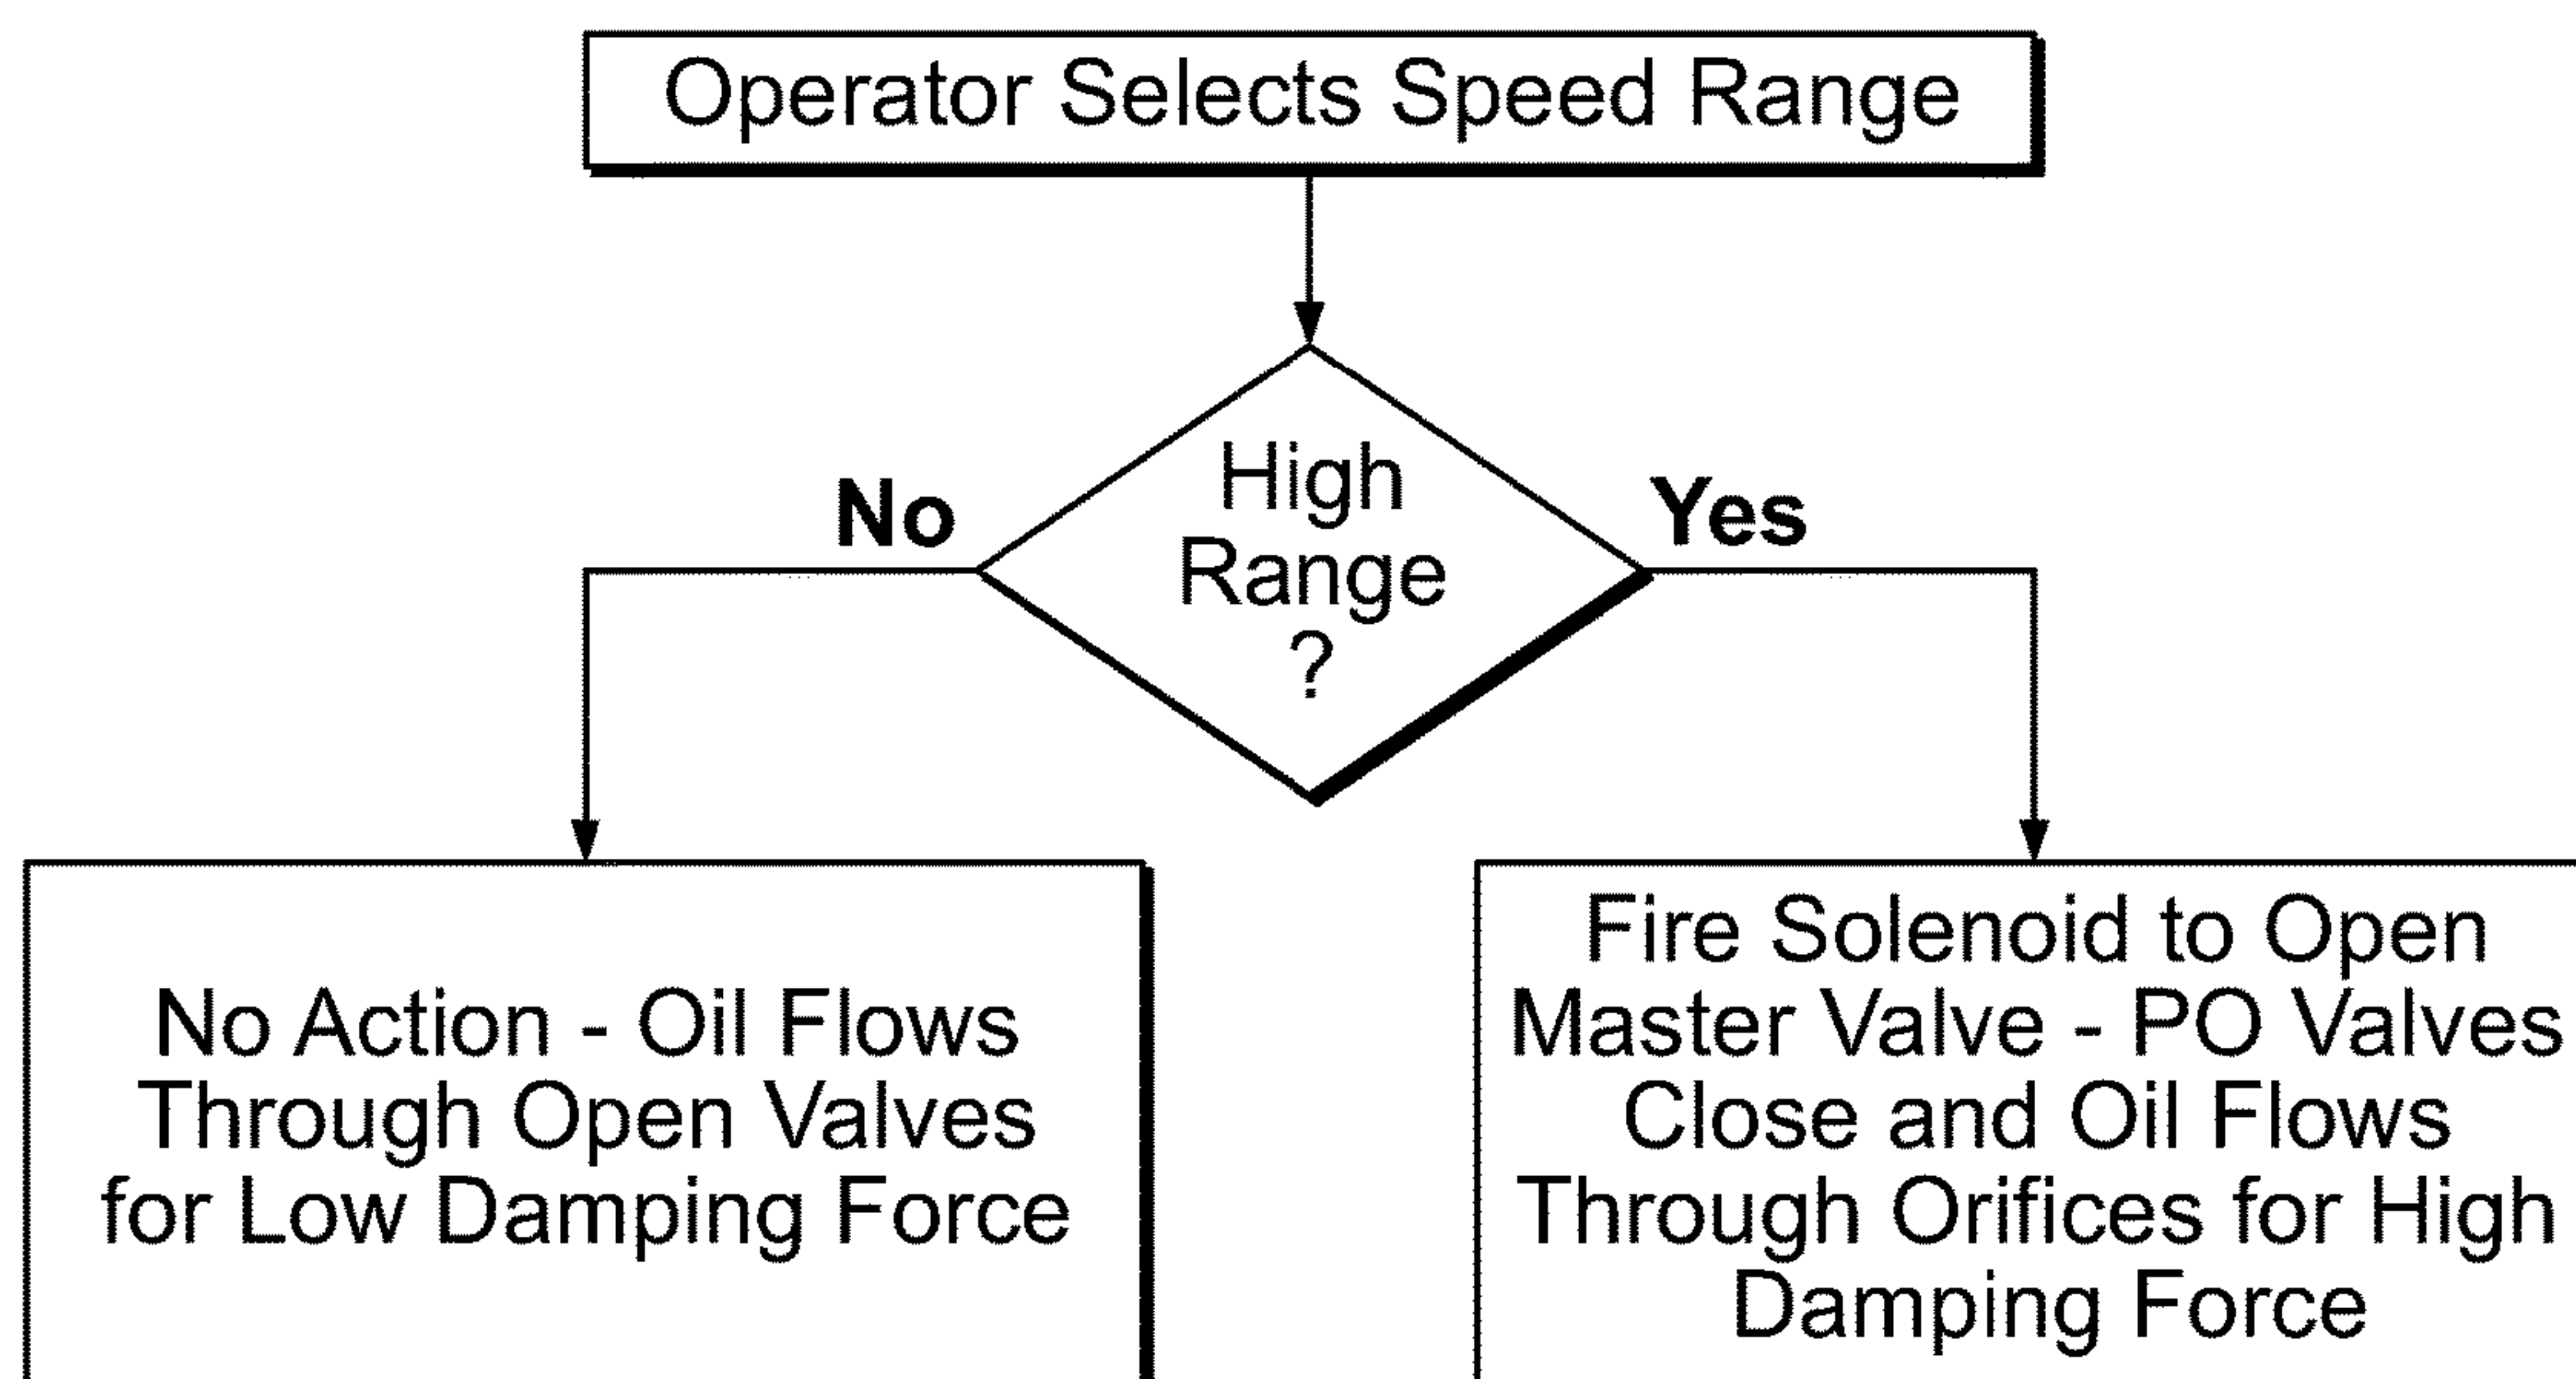 Operator Selects Speed Range
High
Range
?
No
Yes
No Action - Oil Flows
Through Open Valves
for Low Damping Force
Fire Solenoid to Open
Master Valve - PO Valves
Close and Oil Flows
Through Orifices for High
Damping Force